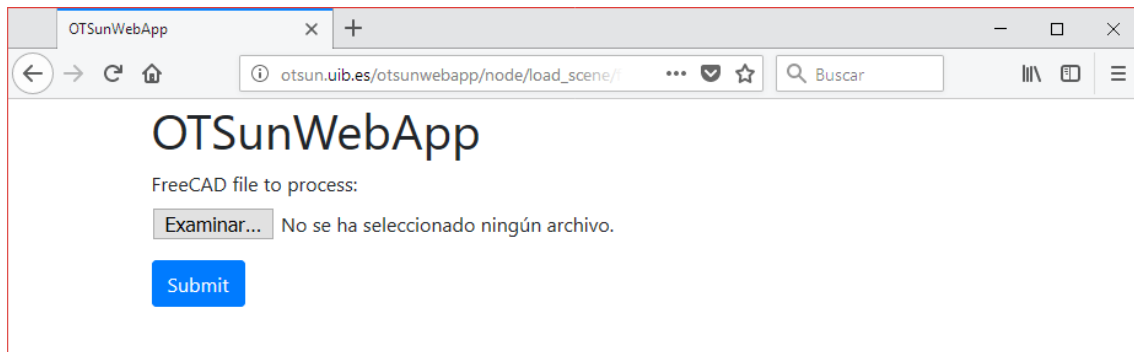 OTSunWebApp
otsun.uib.es/otsunwebapp/node/load_scene/
Buscar
OTSunWebApp
FreeCAD file to process:
Examinar... No se ha seleccionado ningún archivo.
Submit